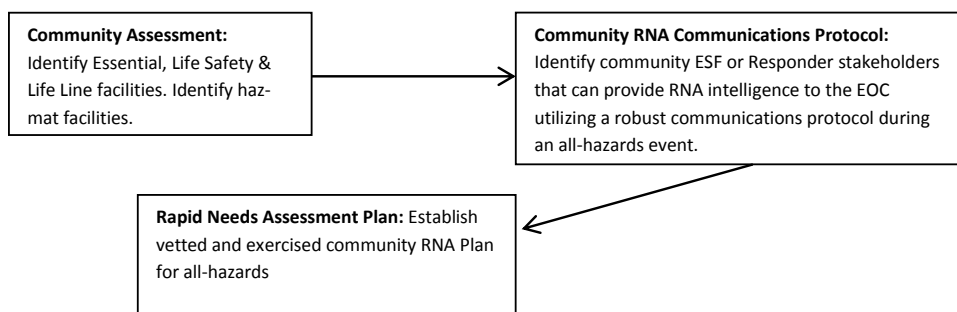 Community Assessment:
Identify Essential, Life Safety &
Life Line facilities. Identify haz-
mat facilities.
Community RNA Communications Protocol:
Identify community ESF or Responder stakeholders
that can provide RNA intelligence to the EOC
utilizing a robust communications protocol during
an all-hazards event.
Rapid Needs Assessment Plan: Establish
vetted and exercised community RNA Plan
for all-hazards